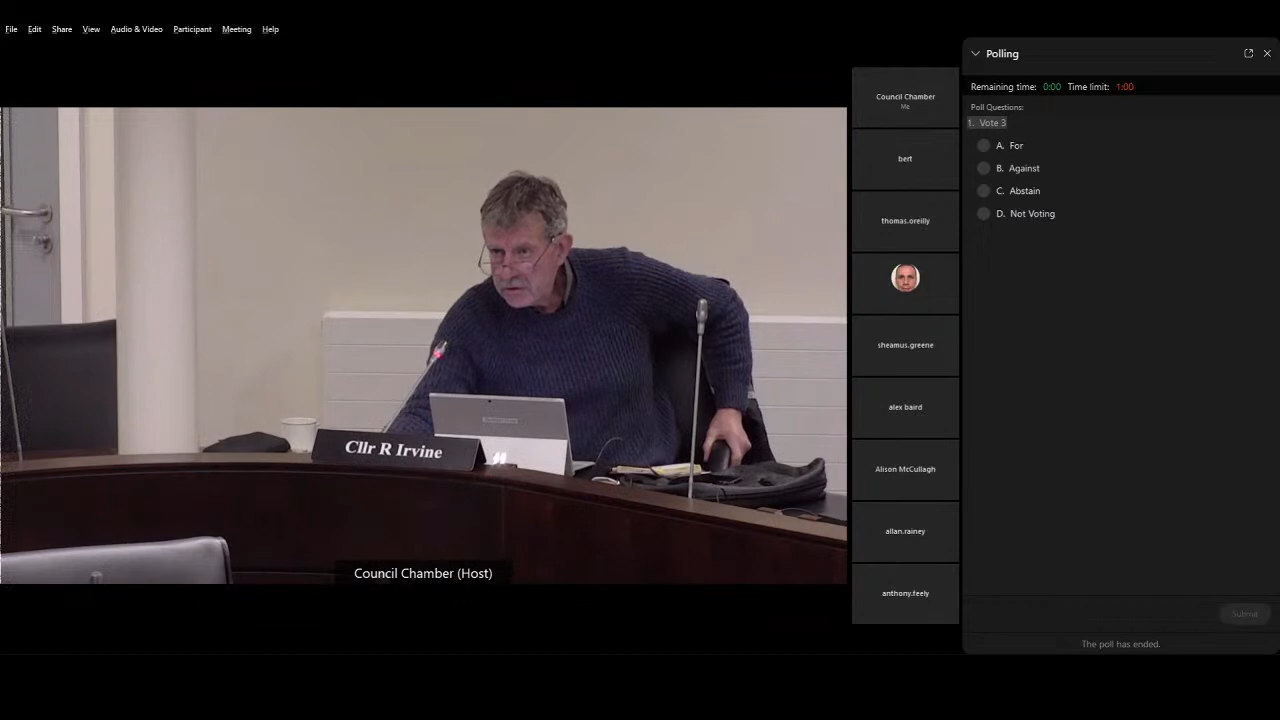 File Edit Share View Audio & Video Participant Meeting Help
Polling
Remaining time: 0:00 Time limit: 1:00
Poll Questions:
1. Vote 3
A. For
B. Against
C. Abstain
D. Not Voting
Submit
The poll has ended.
Council Chamber
Me
bert
thomas.oreilly
sheamus.greene
alex baird
Alison McCullagh
allan.rainey
anthony.feely
Cllr R Irvine
Council Chamber (Host)